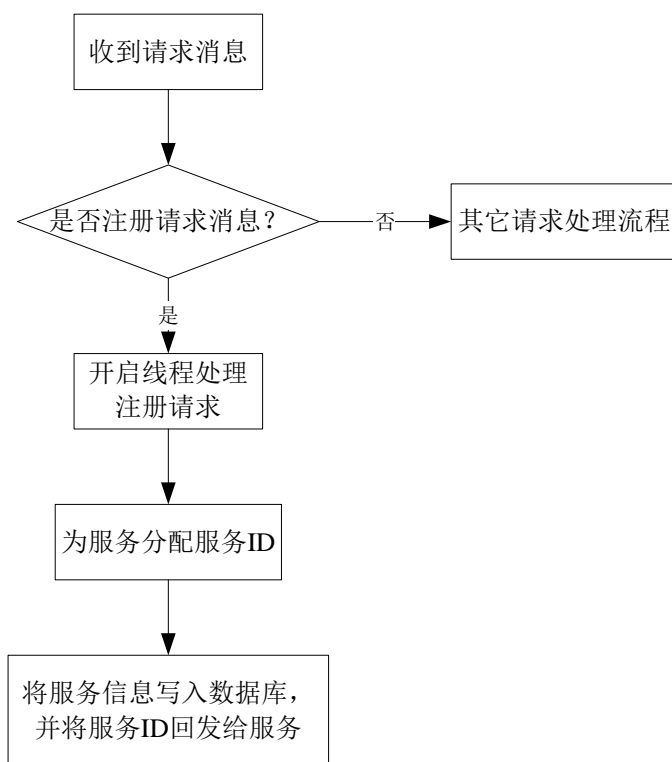 收到请求消息
是否注册请求消息？
否
其它请求处理流程
是
开启线程处理
注册请求
为服务分配服务ID
将服务信息写入数据库，
并将服务ID回发给服务